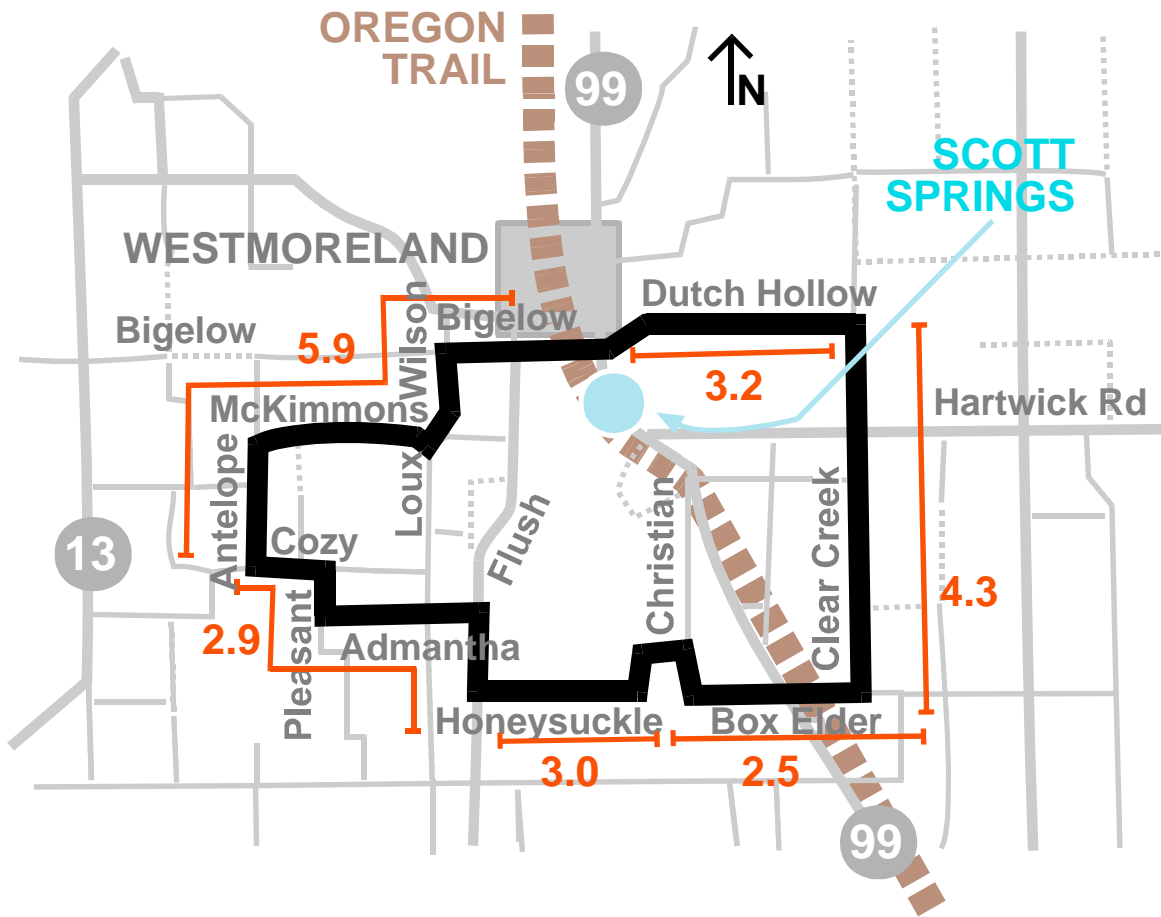 OREGON
TRAIL
99
N
SCOTT
SPRINGS
WESTMORELAND
Dutch Hollow
Bigelow
Bigelow
Wilson
5.9
3.2
McKimmons
Hartwick Rd
Antelope
Loux
Flush
Christian
Clear Creek
13
Cozy
4.3
2.9
Pleasant
Admantha
Honeysuckle
Box Elder
3.0
2.5
99